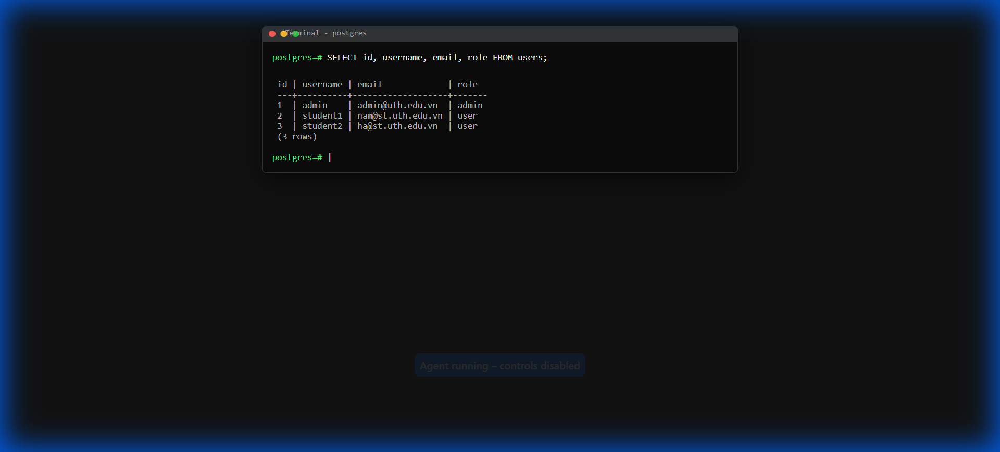 Terminal - postgres
postgres=# SELECT id, username, email, role FROM users;
id | username | email             | role
---+----------+-------------------+-------
1  | admin    | admin@uth.edu.vn  | admin
2  | student1 | nam@st.uth.edu.vn | user
3  | student2 | ha@st.uth.edu.vn  | user
(3 rows)
postgres=# |
Agent running – controls disabled